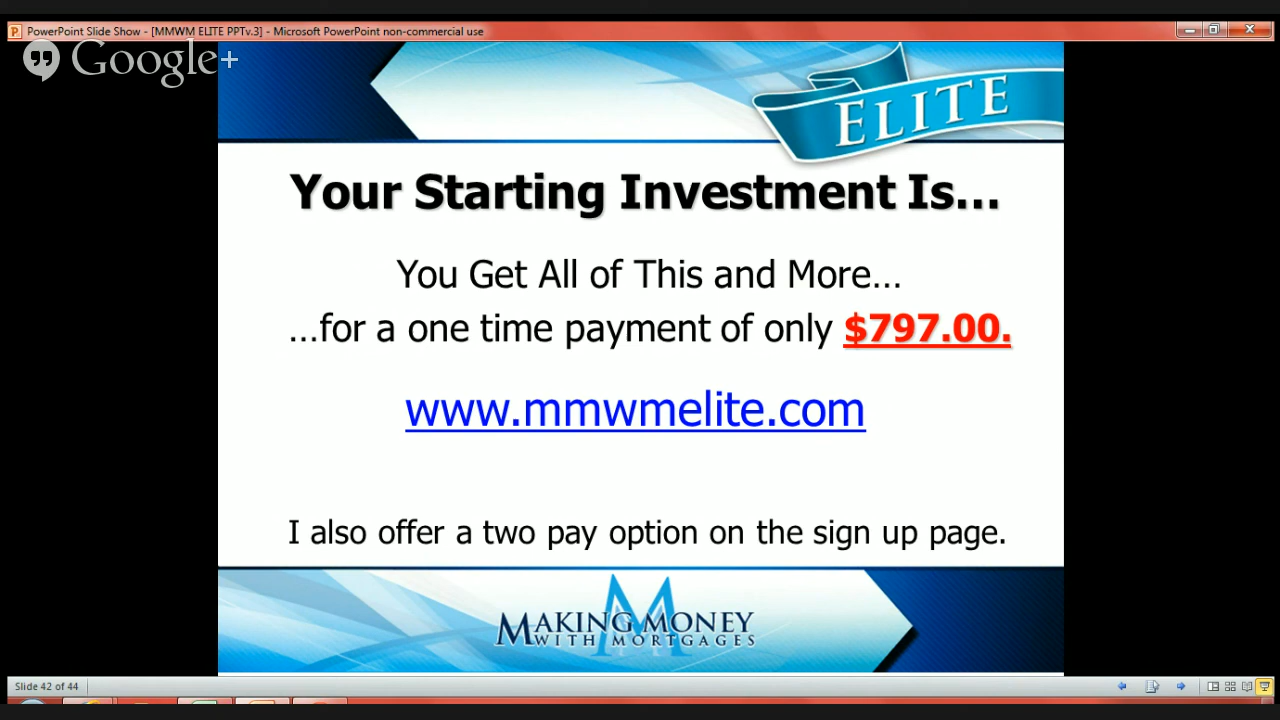 PowerPoint Slide Show - [MMWM ELITE PPTv.3] - Microsoft PowerPoint non-commercial use
Google+
ELITE
Your Starting Investment Is...
You Get All of This and More...
...for a one time payment of only $797.00.
www.mmwmelite.com
I also offer a two pay option on the sign up page.
MAKING MONEY
WITH MORTGAGES
Slide 42 of 44